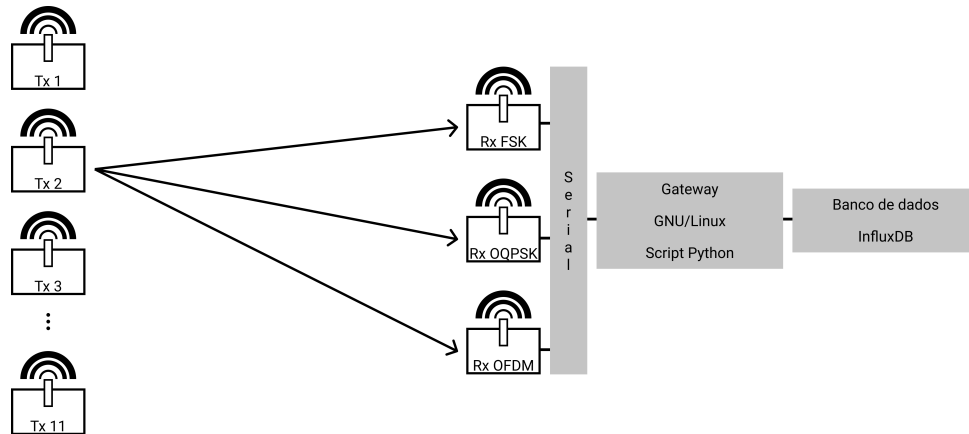 Tx 1
Tx 2
Tx 3
...
Tx 11
Rx FSK
Rx OQPSK
Rx OFDM
Serial
Gateway
GNU/Linux
Script Python
Banco de dados
InfluxDB